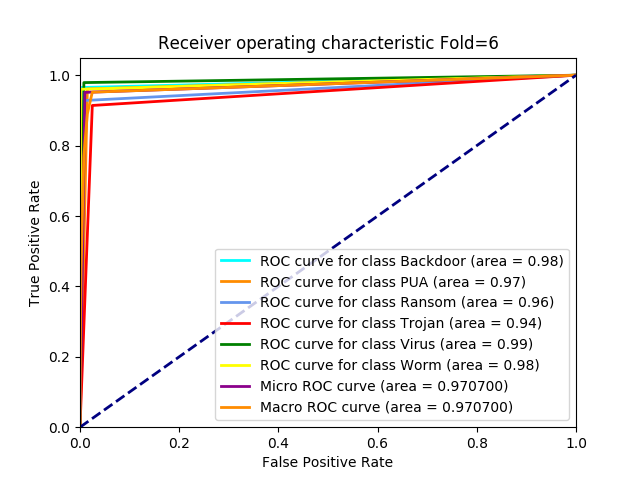 Receiver operating characteristic Fold=6
1.0
0.8
0.6
0.4
0.2
0.0
True Positive Rate
ROC curve for class Backdoor (area = 0.98)
ROC curve for class PUA (area = 0.97)
ROC curve for class Ransom (area = 0.96)
ROC curve for class Trojan (area = 0.94)
ROC curve for class Virus (area = 0.99)
ROC curve for class Worm (area = 0.98)
Micro ROC curve (area = 0.970700)
Macro ROC curve (area = 0.970700)
0.0 0.2 0.4 0.6 0.8 1.0
False Positive Rate